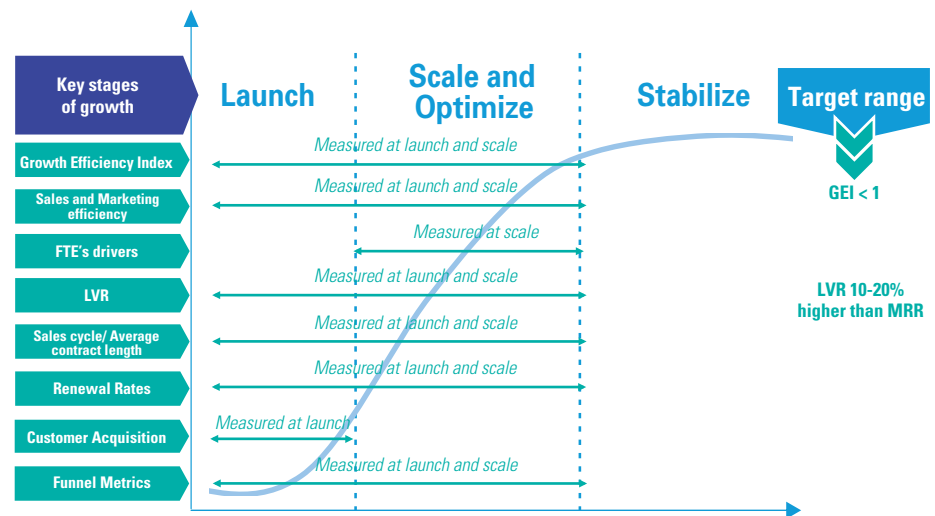 Key stages
of growth
Launch
Scale and
Optimize
Stabilize
Target range
Growth Efficiency Index
Measured at launch and scale
GEI < 1
Sales and Marketing
efficiency
Measured at launch and scale
FTE's drivers
Measured at scale
LVR
Measured at launch and scale
LVR 10-20%
higher than MRR
Sales cycle/ Average
contract length
Measured at launch and scale
Renewal Rates
Measured at launch and scale
Customer Acquisition
Measured at launch
Funnel Metrics
Measured at launch and scale